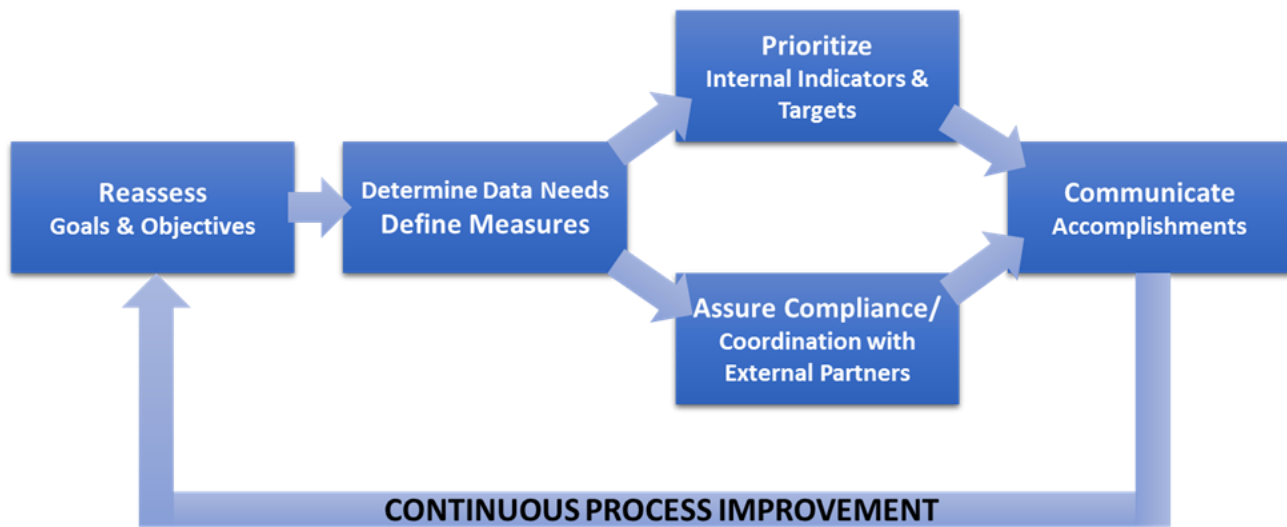 Prioritize
Internal Indicators &
Targets
Reassess
Goals & Objectives
Determine Data Needs
Define Measures
Communicate
Accomplishments
Assure Compliance/
Coordination with
External Partners
CONTINUOUS PROCESS IMPROVEMENT